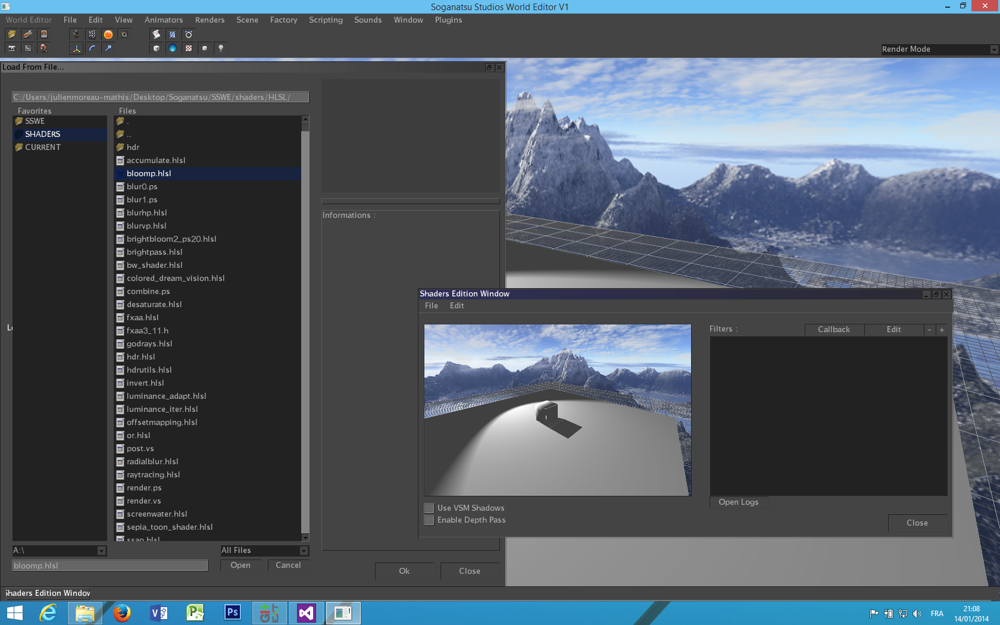 Soganatsu Studios World Editor V1
World Editor File Edit View Animators Renders Scene Factory Scripting Sounds Window Plugins
Render Mode
Load From File...
C:/Users/julienmoreau-mathis/Desktop/Soganatsu/SSWE/shaders/HLSL/
Favorites
SSWE
SHADERS
CURRENT
Files
.
..
hdr
accumulate.hlsl
bloomp.hlsl
blur0.ps
blur1.ps
blurhp.hlsl
blurvp.hlsl
brightbloom2_ps20.hlsl
brightpass.hlsl
bw_shader.hlsl
colored_dream_vision.hlsl
combine.ps
desaturate.hlsl
fxaa.hlsl
fxaa3_11.h
godrays.hlsl
hdr.hlsl
hdrutils.hlsl
invert.hlsl
luminance_adapt.hlsl
luminance_iter.hlsl
offsetmapping.hlsl
or.hlsl
post.vs
radialblur.hlsl
raytracing.hlsl
render.ps
render.vs
screenwater.hlsl
sepia_toon_shader.hlsl
ssao.hlsl
A:\
All Files
bloomp.hlsl
Open
Cancel
Informations :
Ok
Close
Shaders Edition Window
File Edit
Filters :
Callback
Edit
-
+
Use VSM Shadows
Enable Depth Pass
Open Logs
Close
Shaders Edition Window
Ps
FRA
21:08
14/01/2014